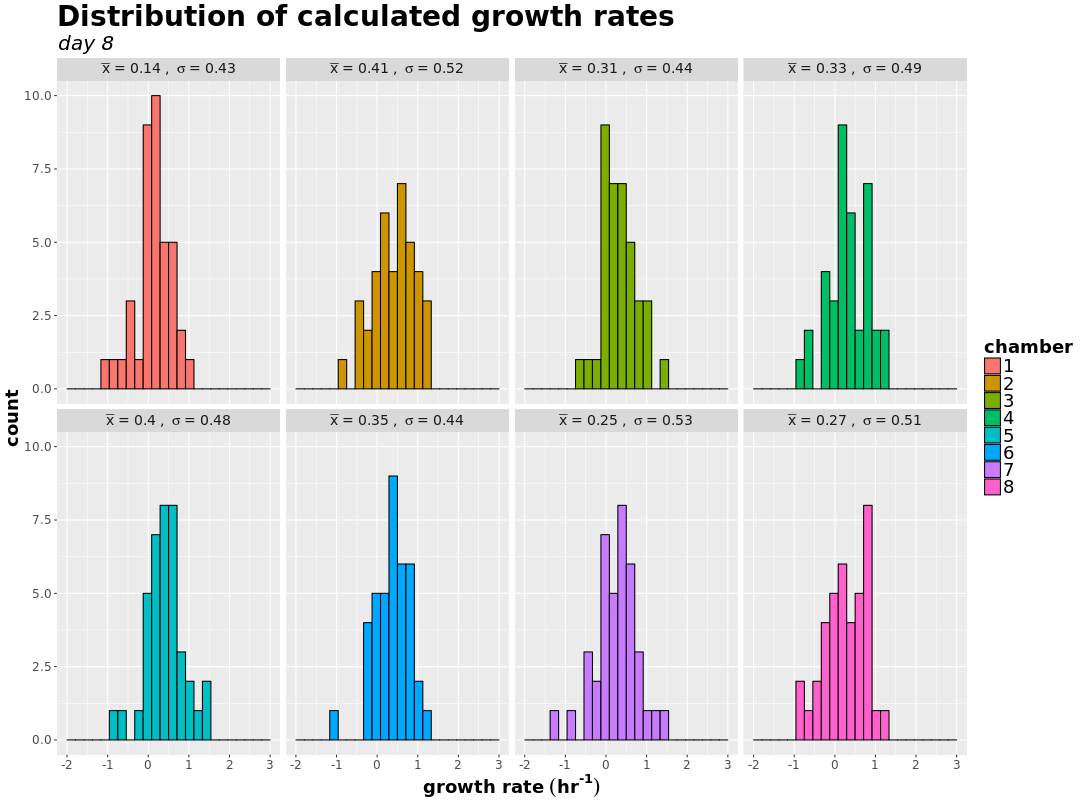 Distribution of calculated growth rates
day 8
x̅ = 0.14 , σ = 0.43
x̅ = 0.41 , σ = 0.52
x̅ = 0.31 , σ = 0.44
x̅ = 0.33 , σ = 0.49
10.0
7.5
5.0
2.5
0.0
x̅ = 0.4 , σ = 0.48
x̅ = 0.35 , σ = 0.44
x̅ = 0.25 , σ = 0.53
x̅ = 0.27 , σ = 0.51
10.0
7.5
5.0
2.5
0.0
-2 -1 0 1 2 3
-2 -1 0 1 2 3
-2 -1 0 1 2 3
-2 -1 0 1 2 3
count
growth rate (hr⁻¹)
chamber
1
2
3
4
5
6
7
8